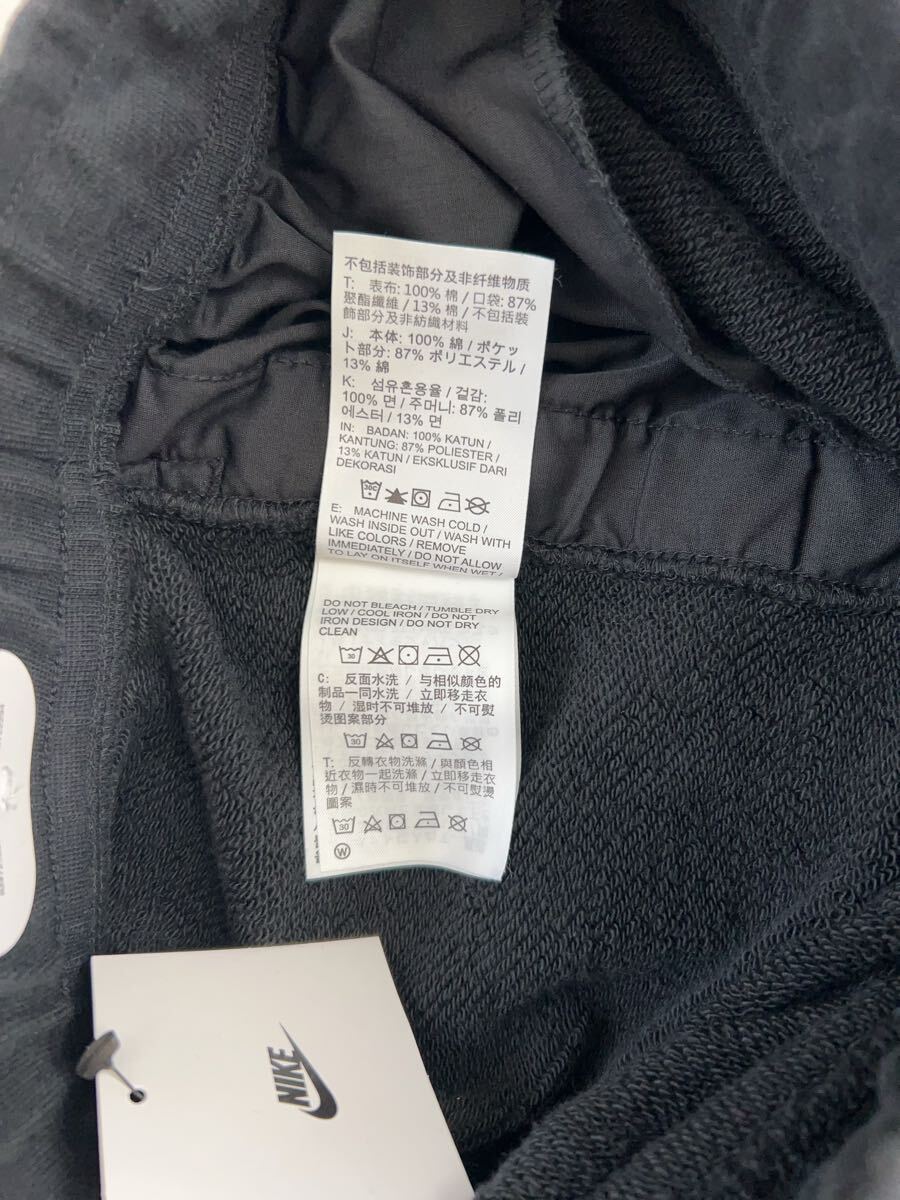 不包括装饰部分及非纤维物质
T: 表布: 100% 棉 / 口袋: 87%
聚酯纖維 / 13% 棉 / 不包括裝
飾部分及非紡織材料
J: 本体: 100% 綿 / ポケッ
ト部分: 87% ポリエステル /
13% 綿
K: 섬유혼용율 / 겉감:
100% 면 / 주머니: 87% 폴리
에스터 / 13% 면
IN: BADAN: 100% KATUN /
KANTUNG: 87% POLIESTER /
13% KATUN / EKSKLUSIF DARI
DEKORASI
30C
E: MACHINE WASH COLD /
WASH INSIDE OUT / WASH WITH
LIKE COLORS / REMOVE
IMMEDIATELY / DO NOT ALLOW
TO LAY ON ITSELF WHEN WET /
DO NOT BLEACH / TUMBLE DRY
LOW / COOL IRON / DO NOT
IRON DESIGN / DO NOT DRY
CLEAN
30
C: 反面水洗 / 与相似颜色的
制品一同水洗 / 立即移走衣
物 / 湿时不可堆放 / 不可熨
烫图案部分
30
T: 反轉衣物洗滌 / 與顏色相
近衣物一起洗滌 / 立即移走衣
物 / 濕時不可堆放 / 不可熨燙
圖案
30
W
NIKE